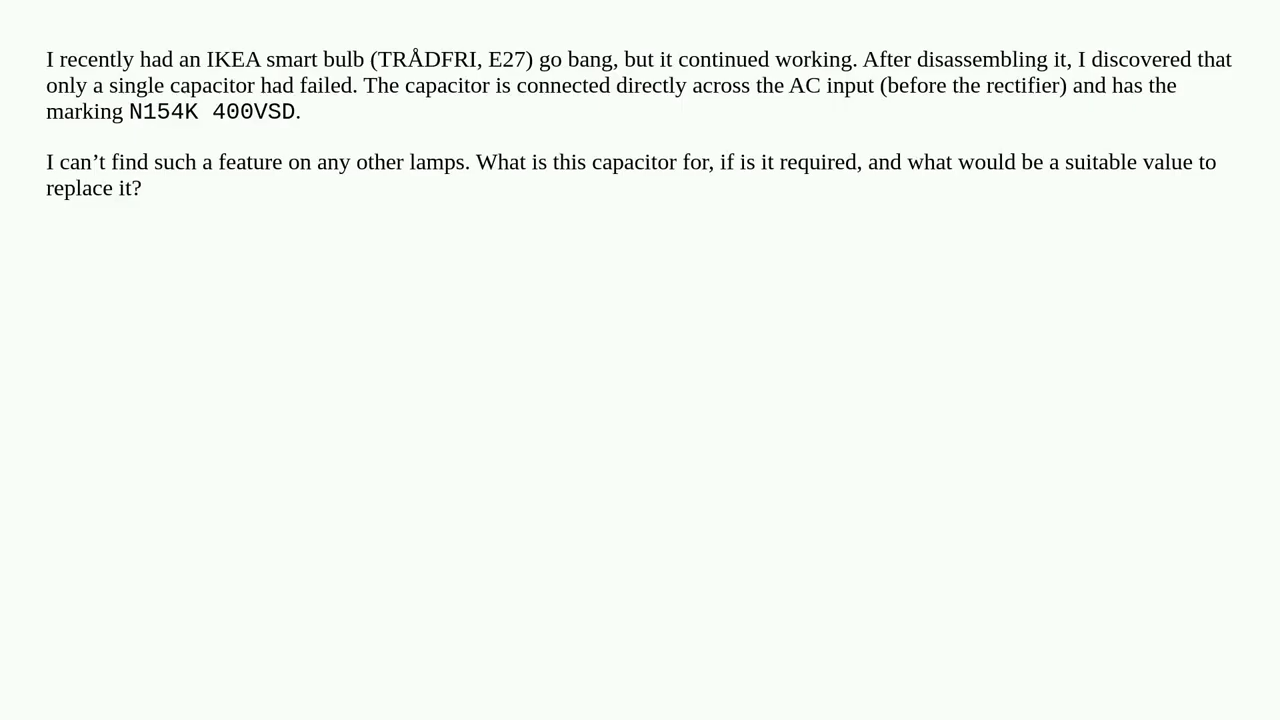 I recently had an IKEA smart bulb (TRÅDFRI, E27) go bang, but it continued working. After disassembling it, I discovered that
only a single capacitor had failed. The capacitor is connected directly across the AC input (before the rectifier) and has the
marking N154K 400VSD.
I can’t find such a feature on any other lamps. What is this capacitor for, if is it required, and what would be a suitable value to
replace it?